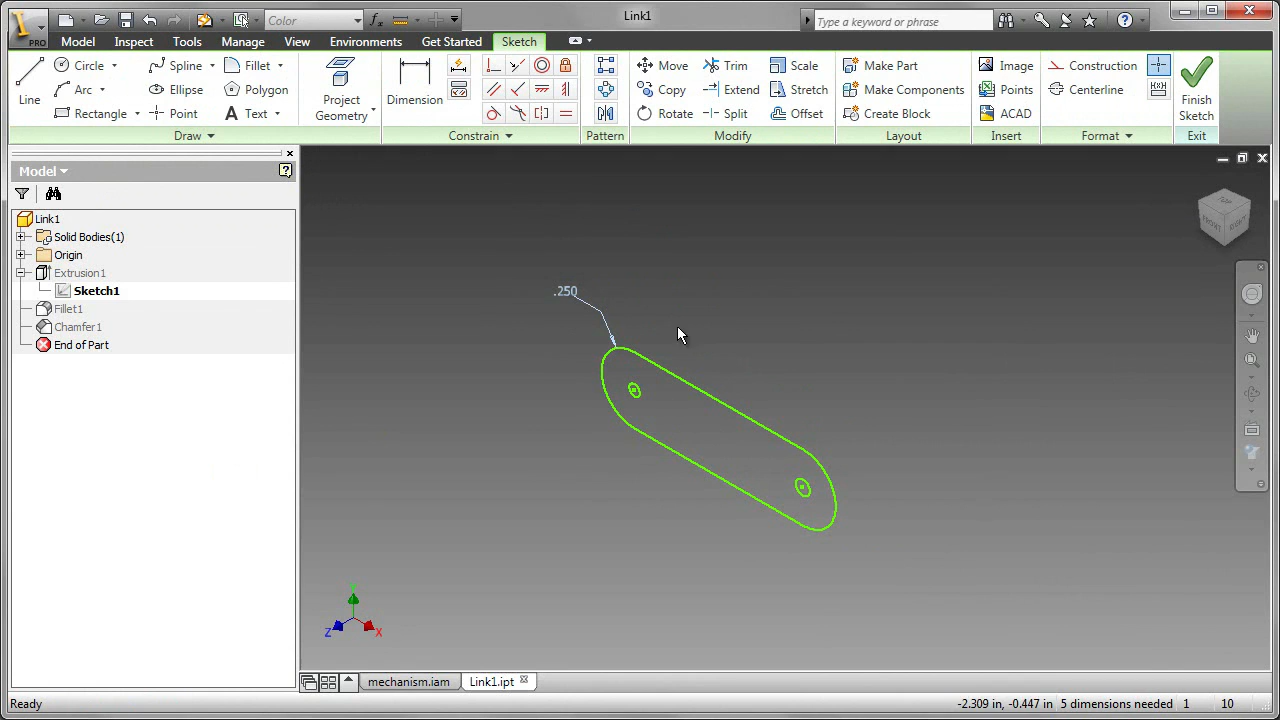 Color
Link1
Type a keyword or phrase
PRO
Model Inspect Tools Manage View Environments Get Started Sketch
Line
Circle
Arc
Rectangle
Spline
Ellipse
Point
Fillet
Polygon
Text
Project
Geometry
Dimension
Move
Copy
Rotate
Trim
Extend
Split
Scale
Stretch
Offset
Make Part
Make Components
Create Block
Image
Points
ACAD
Construction
Centerline
Finish
Sketch
Draw Constrain Pattern Modify Layout Insert Format Exit
Model
Link1
Solid Bodies(1)
Origin
Extrusion1
Sketch1
Fillet1
Chamfer1
End of Part
.250
TOP
FRONT
RIGHT
Y
Z
X
mechanism.iam Link1.ipt
Ready
-2.309 in, -0.447 in 5 dimensions needed 1 10